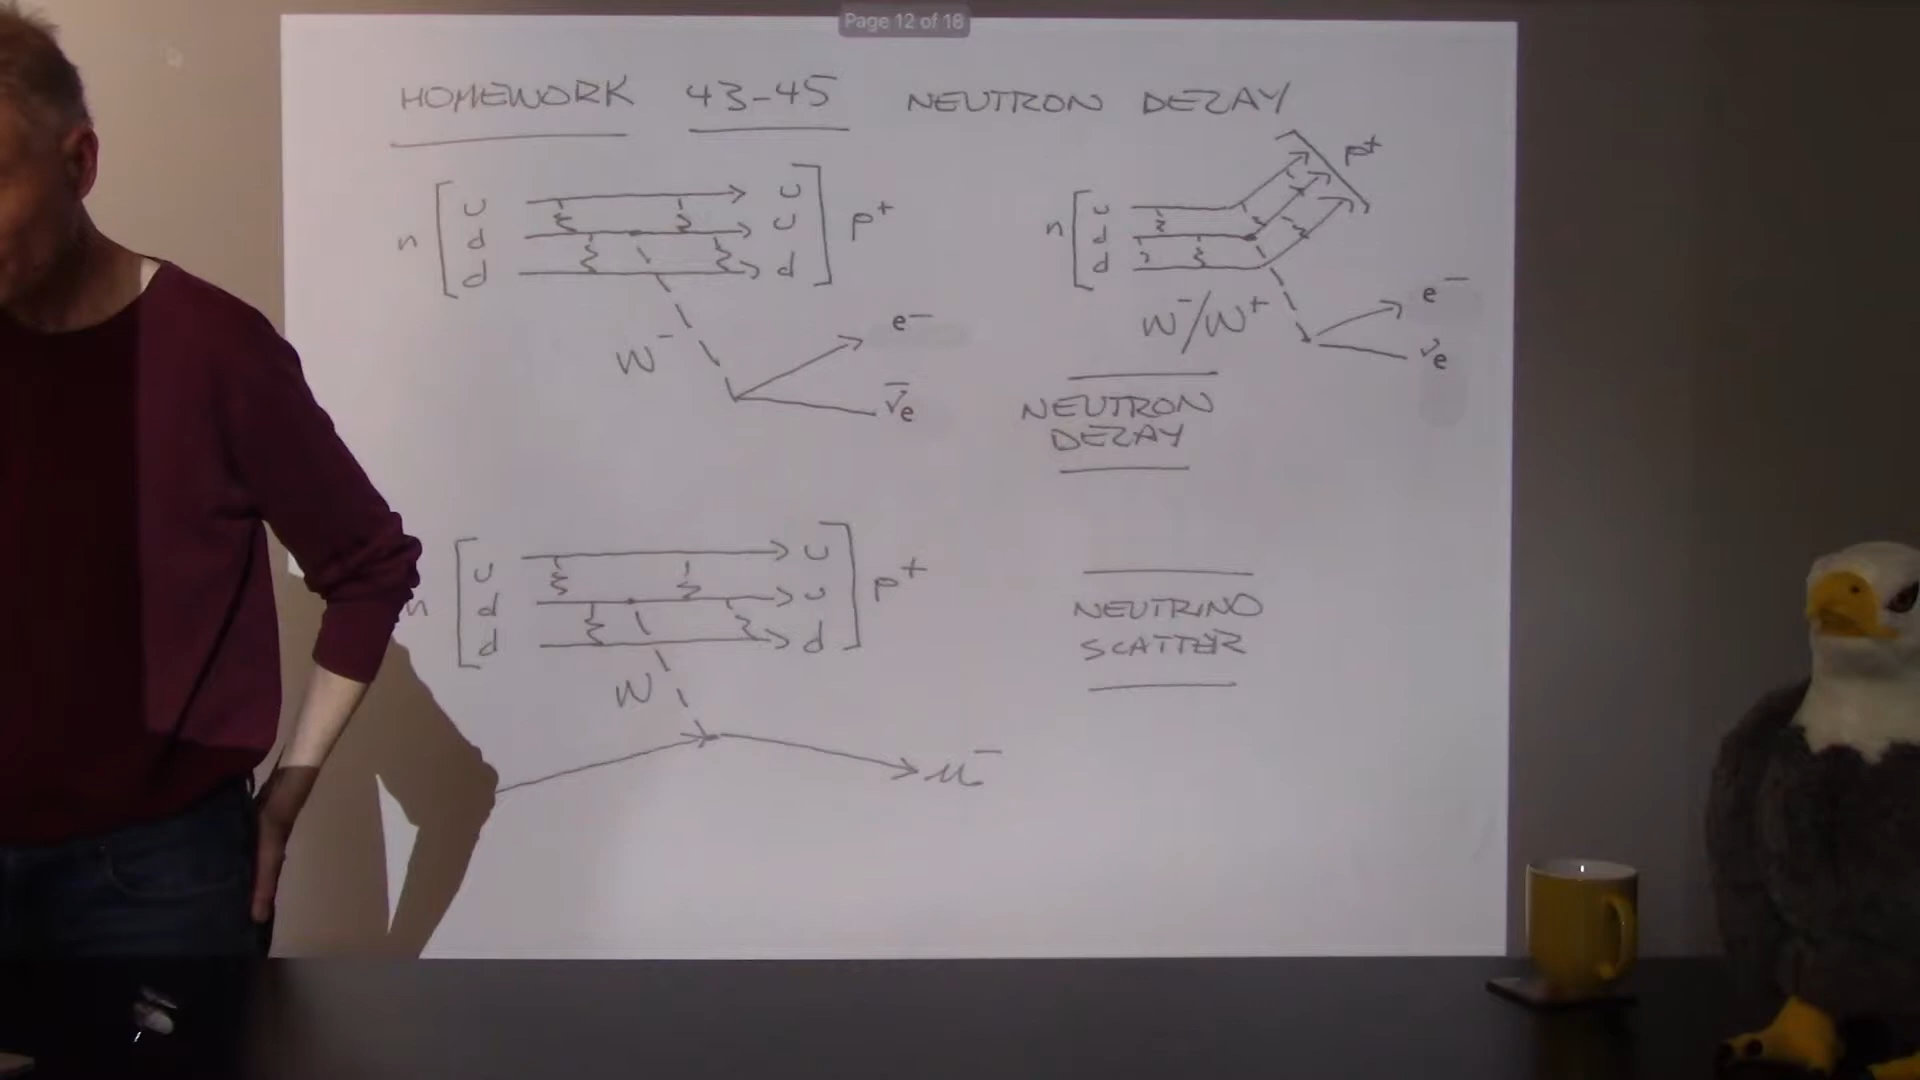 Page 12 of 18
HOMEWORK 43-45 NEUTRON DECAY
n u d d
u u d p+
W-
e-
ν̅e
n u d d
p+
W-/W+
e-
νe
NEUTRON
DECAY
n u d d
u u d p+
W
μ-
NEUTRINO
SCATTER